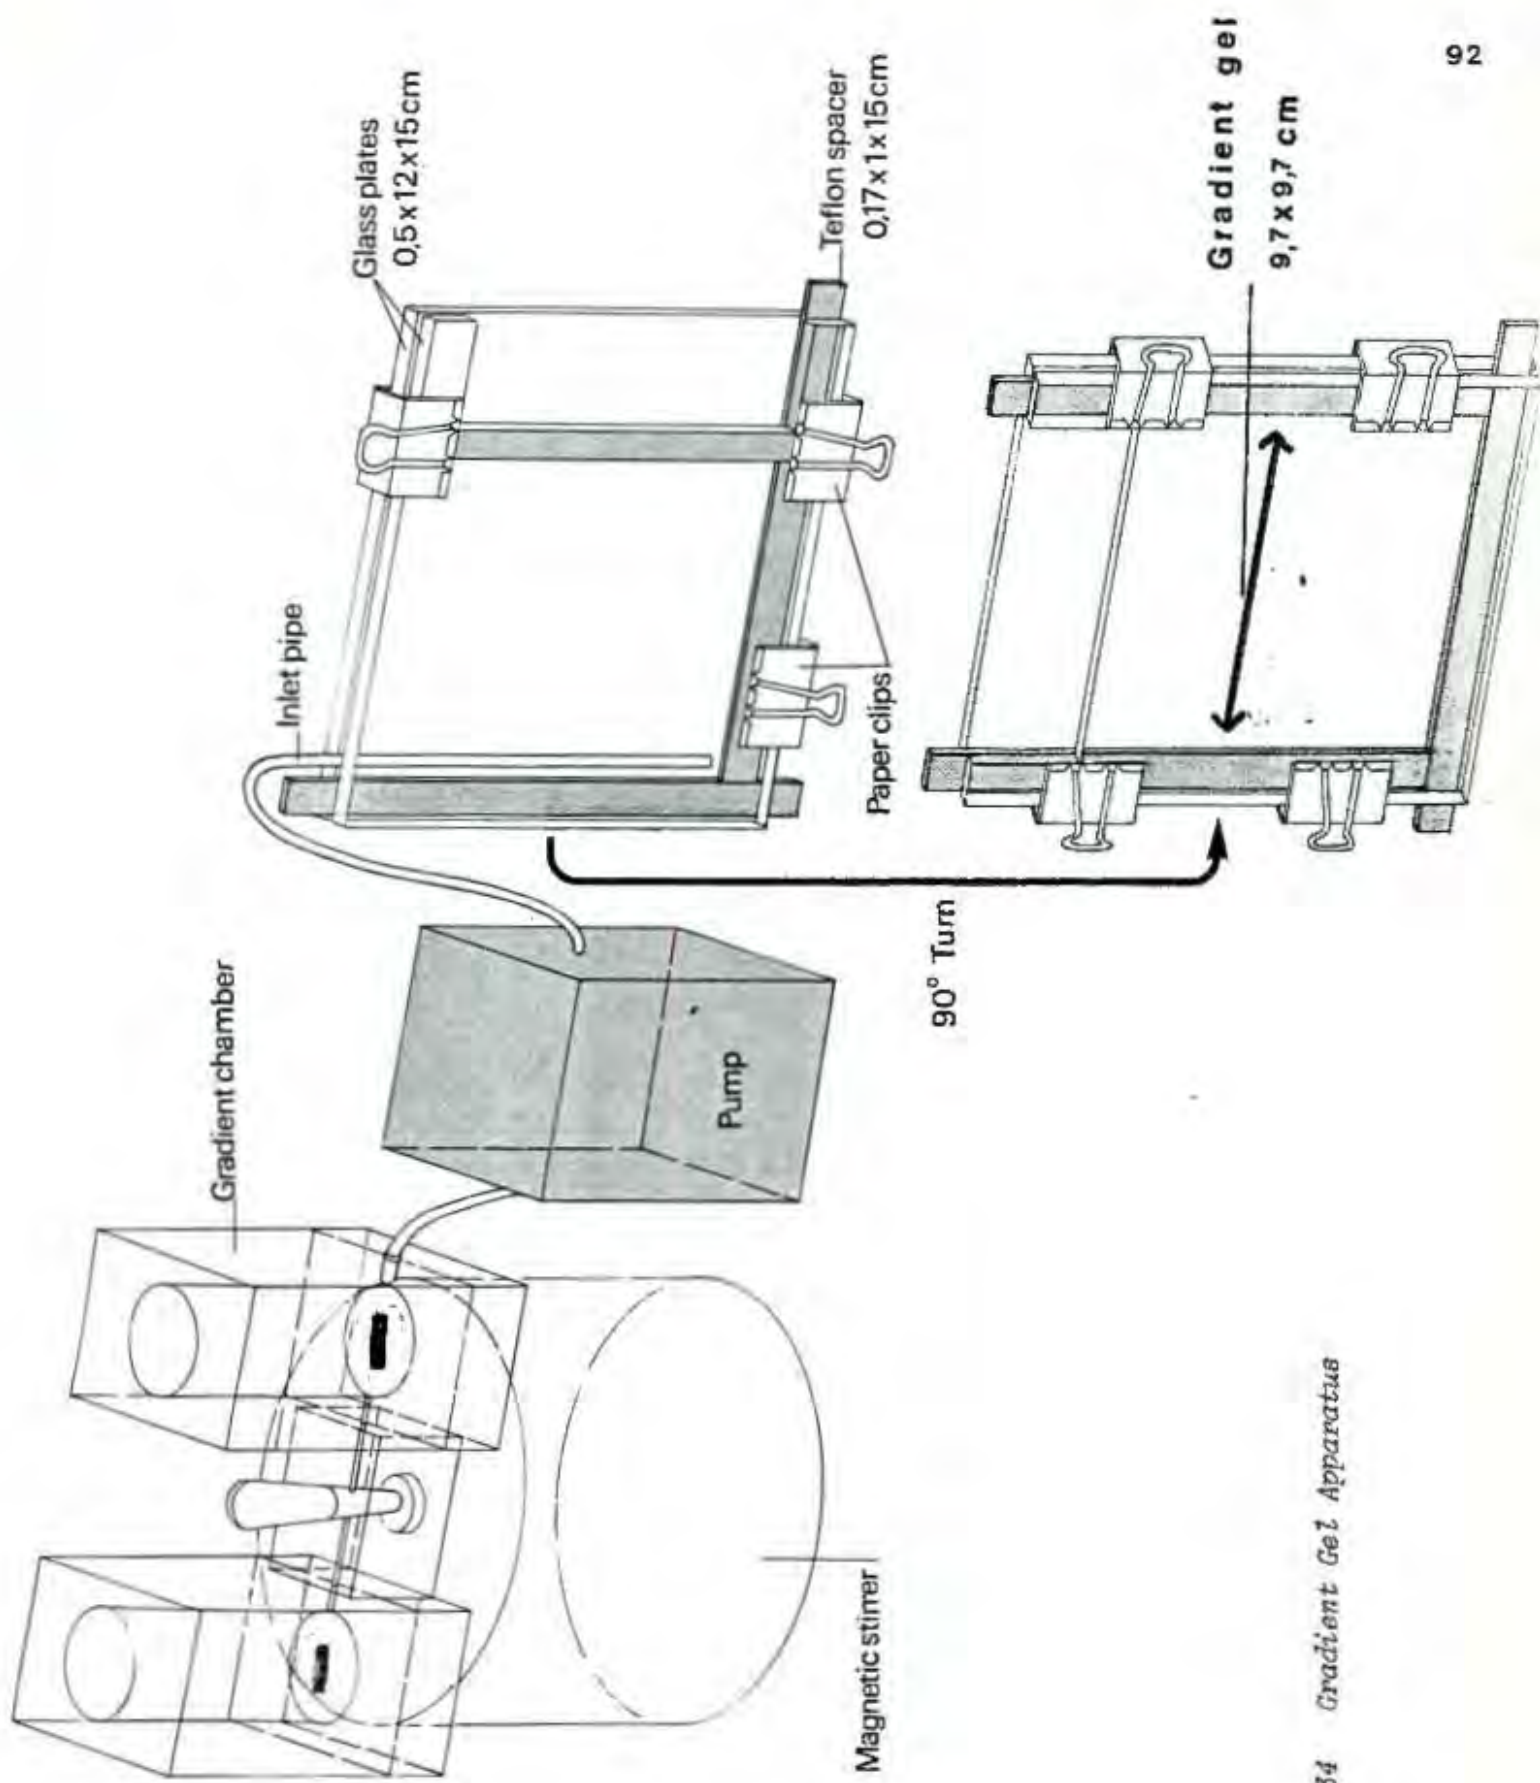 92
Gradient chamber
Inlet pipe
Glass plates
0,5x12x15cm
Pump
Teflon spacer
0,17x1x15cm
Magnetic stirrer
Paper clips
90° Turn
Gradient gel
9,7x9,7 cm
34 Gradient Gel Apparatus